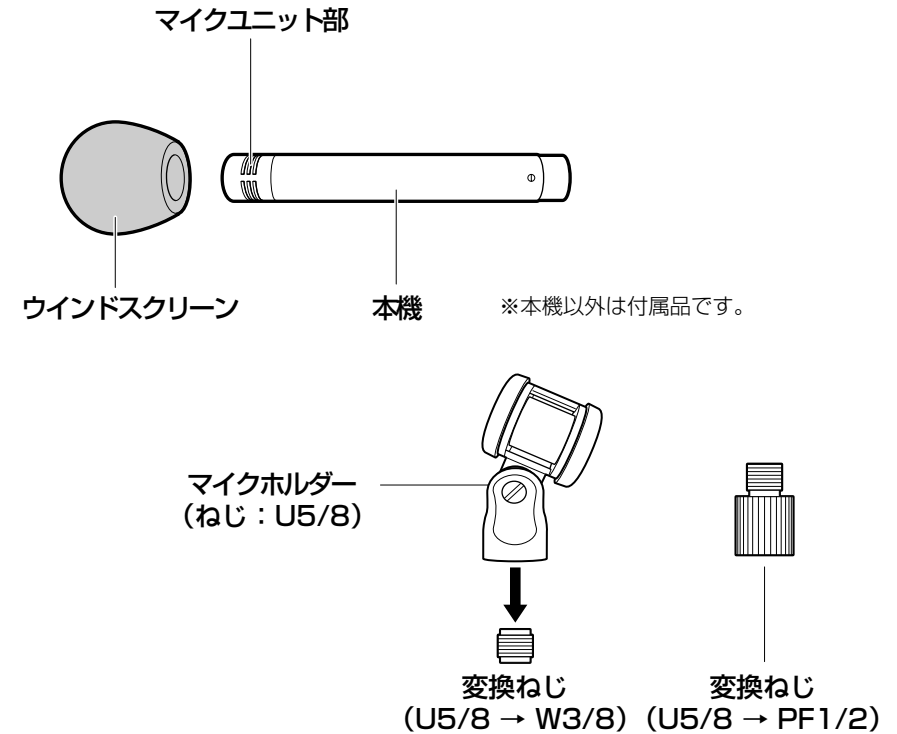 マイクユニット部
ウインドスクリーン
本機
※本機以外は付属品です。
マイクホルダー
（ねじ：U5/8）
変換ねじ
（U5/8 → W3/8）
変換ねじ
（U5/8 → PF1/2）